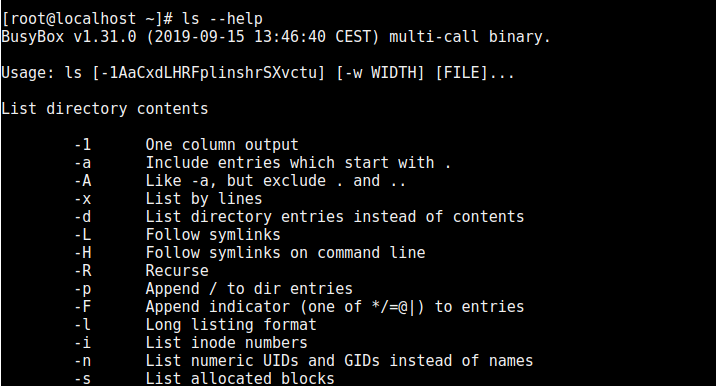 [root@localhost ~]# ls --help
BusyBox v1.31.0 (2019-09-15 13:46:40 CEST) multi-call binary.
Usage: ls [-1AaCxdLHRFplinshrSXvctu] [-w WIDTH] [FILE]...
List directory contents
-1 One column output
-a Include entries which start with .
-A Like -a, but exclude . and ..
-x List by lines
-d List directory entries instead of contents
-L Follow symlinks
-H Follow symlinks on command line
-R Recurse
-p Append / to dir entries
-F Append indicator (one of */=@|) to entries
-l Long listing format
-i List inode numbers
-n List numeric UIDs and GIDs instead of names
-s List allocated blocks